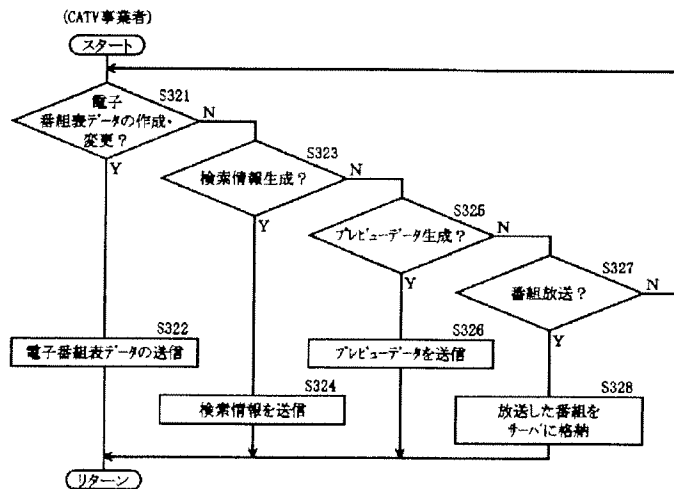 (CATV事業者)
スタート
S321
電子
番組表データの作成・
変更？
N
Y
S323
検索情報生成？
N
Y
S325
プレビューデータ生成？
N
Y
S327
番組放送？
N
Y
S322
電子番組表データの送信
S326
プレビューデータを送信
S324
検索情報を送信
S328
放送した番組を
サーバに格納
リターン